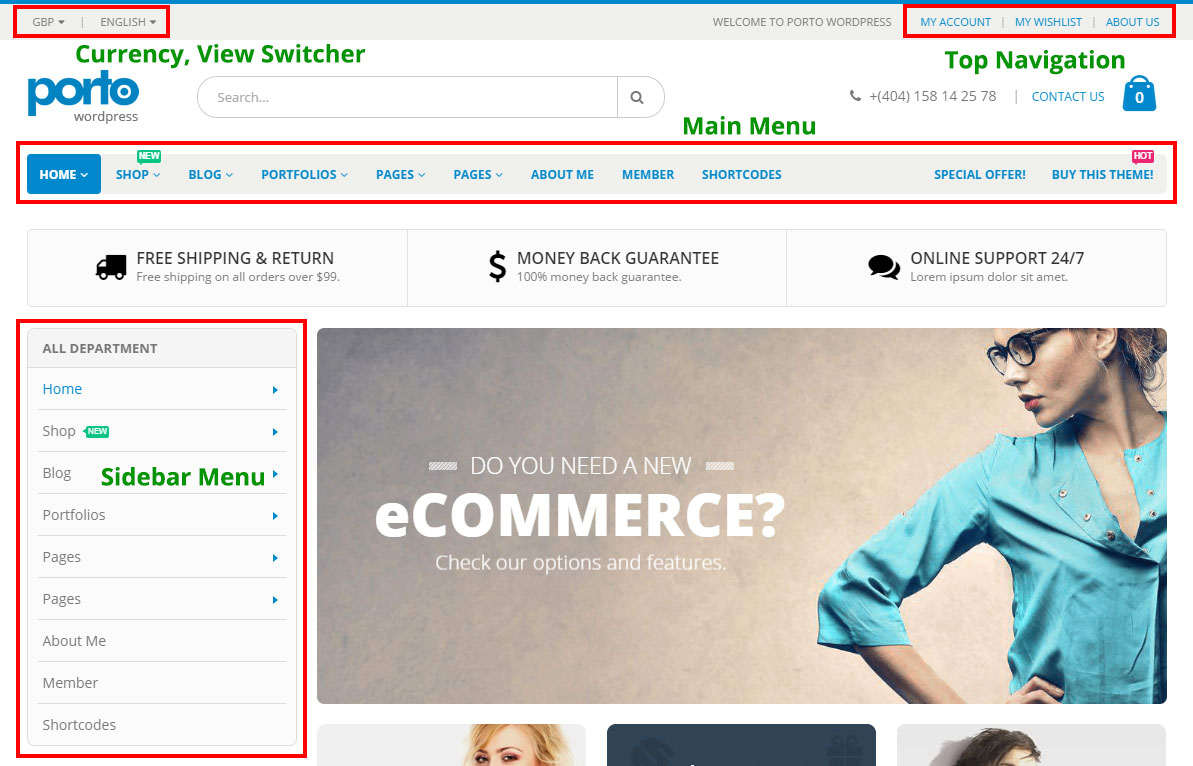 GBP | ENGLISH
WELCOME TO PORTO WORDPRESS
MY ACCOUNT | MY WISHLIST | ABOUT US
Currency, View Switcher
Top Navigation
porto
wordpress
Search...
+(404) 158 14 25 78 | CONTACT US
0
Main Menu
NEW
HOT
HOME SHOP BLOG PORTFOLIOS PAGES PAGES ABOUT ME MEMBER SHORTCODES SPECIAL OFFER! BUY THIS THEME!
FREE SHIPPING & RETURN
Free shipping on all orders over $99.
MONEY BACK GUARANTEE
100% money back guarantee.
ONLINE SUPPORT 24/7
Lorem ipsum dolor sit amet.
ALL DEPARTMENT
Home
Shop NEW
Blog
Sidebar Menu
Portfolios
Pages
Pages
About Me
Member
Shortcodes
DO YOU NEED A NEW
eCOMMERCE?
Check our options and features.